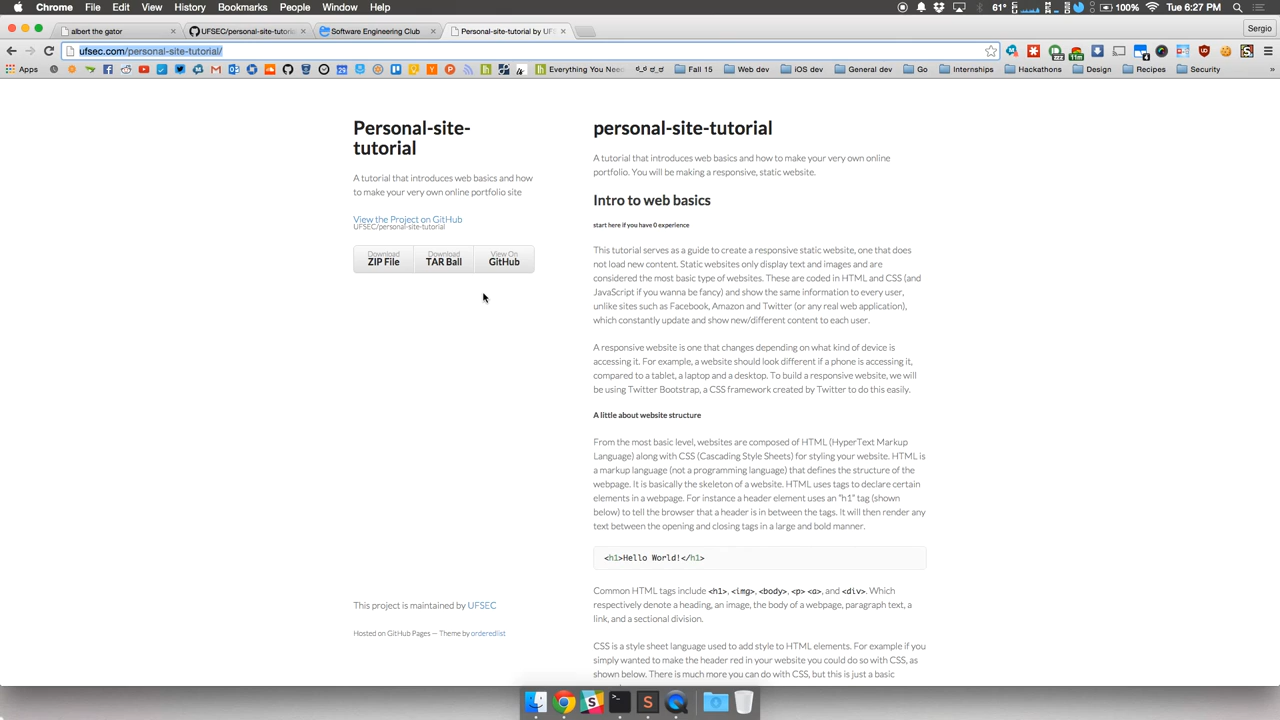 Chrome File Edit View History Bookmarks People Window Help 61° 100% Tue 6:27 PM
albert the gator UFSEC/personal-site-tutoria Software Engineering Club Personal-site-tutorial by UF Sergio
ufsec.com/personal-site-tutorial/
Apps Everything You Nee Fall 15 Web dev iOS dev General dev Go Internships Hackathons Design Recipes Security
Personal-site-
tutorial
A tutorial that introduces web basics and how
to make your very own online portfolio site
View the Project on GitHub
UFSEC/personal-site-tutorial
Download
ZIP File
Download
TAR Ball
View On
GitHub
This project is maintained by UFSEC
Hosted on GitHub Pages — Theme by orderedlist
personal-site-tutorial
A tutorial that introduces web basics and how to make your very own online
portfolio. You will be making a responsive, static website.
Intro to web basics
start here if you have 0 experience
This tutorial serves as a guide to create a responsive static website, one that does
not load new content. Static websites only display text and images and are
considered the most basic type of websites. These are coded in HTML and CSS (and
JavaScript if you wanna be fancy) and show the same information to every user,
unlike sites such as Facebook, Amazon and Twitter (or any real web application),
which constantly update and show new/different content to each user.
A responsive website is one that changes depending on what kind of device is
accessing it. For example, a website should look different if a phone is accessing it,
compared to a tablet, a laptop and a desktop. To build a responsive website, we will
be using Twitter Bootstrap, a CSS framework created by Twitter to do this easily.
A little about website structure
From the most basic level, websites are composed of HTML (HyperText Markup
Language) along with CSS (Cascading Style Sheets) for styling your website. HTML is
a markup language (not a programming language) that defines the structure of the
webpage. It is basically the skeleton of a website. HTML uses tags to declare certain
elements in a webpage. For instance a header element uses an "h1" tag (shown
below) to tell the browser that a header is in between the tags. It will then render any
text between the opening and closing tags in a large and bold manner.
<h1>Hello World!</h1>
Common HTML tags include <h1>, <img>, <body>, <p> <a>, and <div>. Which
respectively denote a heading, an image, the body of a webpage, paragraph text, a
link, and a sectional division.
CSS is a style sheet language used to add style to HTML elements. For example if you
simply wanted to make the header red in your website you could do so with CSS, as
shown below. There is much more you can do with CSS, but this is just a basic